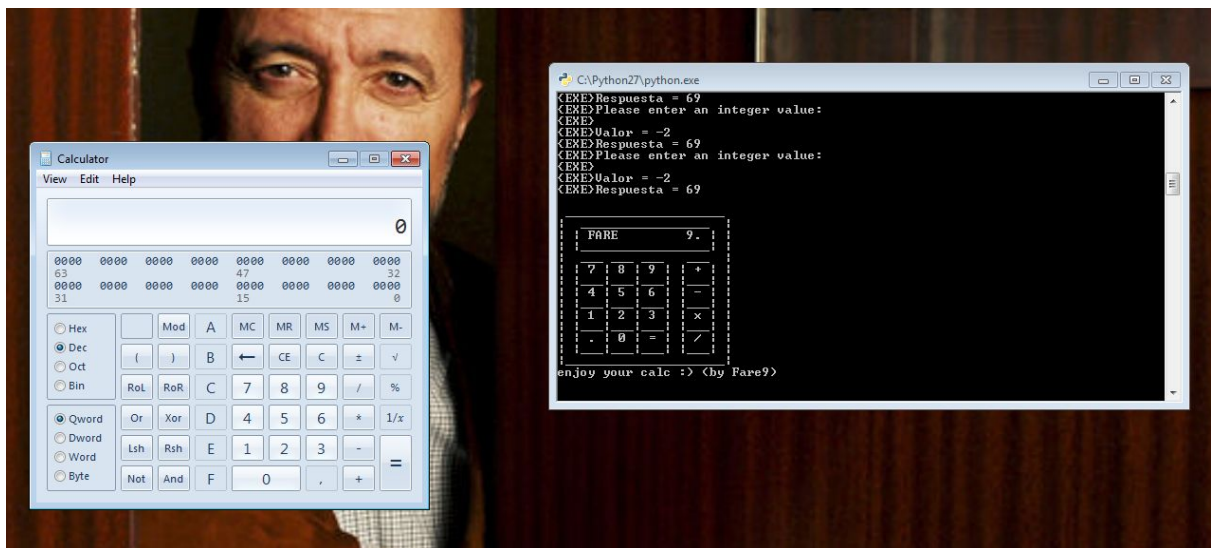 Calculator
View Edit Help
0
0000 0000 0000 0000 0000 0000 0000 0000
63 47 32
0000 0000 0000 0000 0000 0000 0000 0000
31 15 0
Hex
Dec
Oct
Bin
Qword
Dword
Word
Byte
Mod A MC MR MS M+ M-
( ) B ← CE C ± √
RoL RoR C 7 8 9 / %
Or Xor D 4 5 6 * 1/x
Lsh Rsh E 1 2 3 - =
Not And F 0 , +
C:\Python27\python.exe
(EXE)Respuesta = 69
(EXE)Please enter an integer value:
(EXE)
(EXE)Valor = -2
(EXE)Respuesta = 69
(EXE)Please enter an integer value:
(EXE)
(EXE)Valor = -2
(EXE)Respuesta = 69
FARE 9.
7 8 9 +
4 5 6 -
1 2 3 x
. 0 = /
enjoy your calc :) (by Fare9)